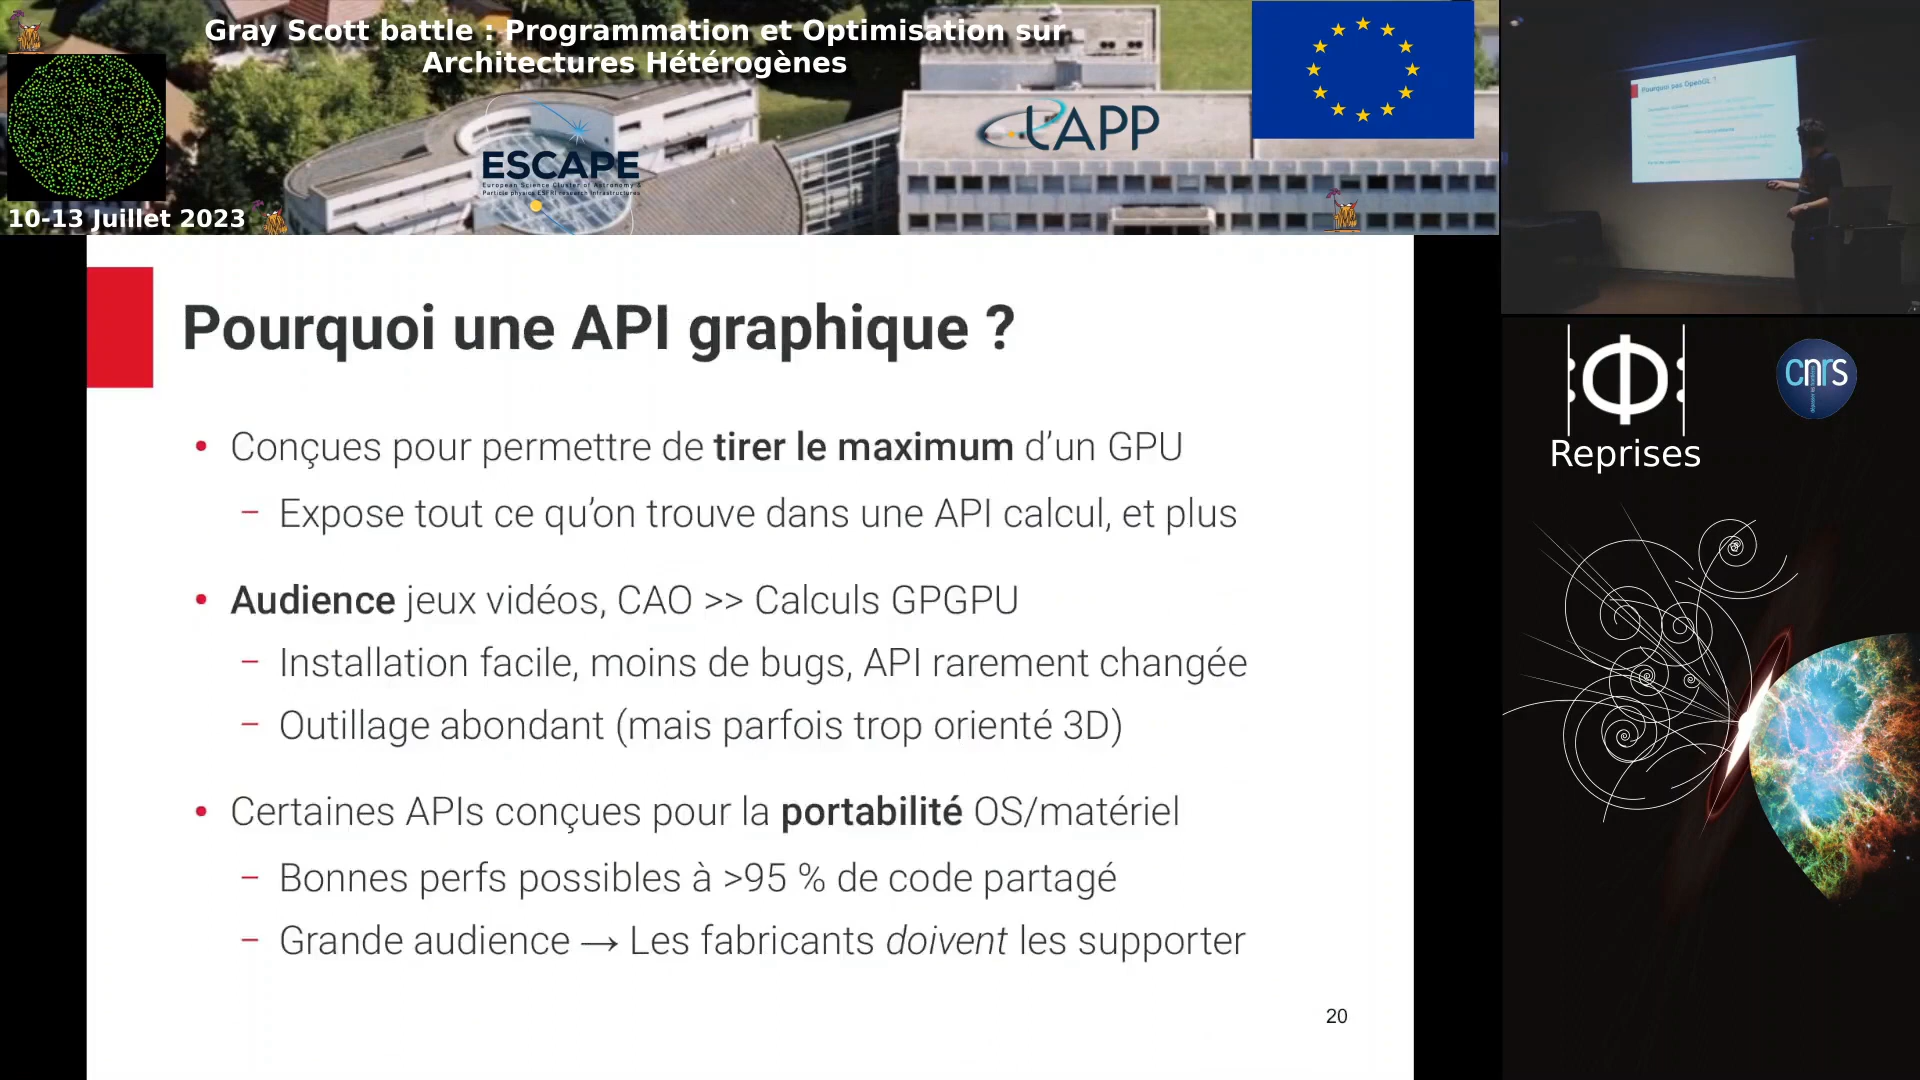 Gray Scott battle : Programmation et Optimisation sur
Architectures Hétérogènes
ESCAPE
European Science Cluster of Astronomy &
Particle physics ESFRI research Infrastructures
LAPP
10-13 Juillet 2023
Pourquoi pas OpenGL ?
Reprises
cnrs
Pourquoi une API graphique ?
• Conçues pour permettre de tirer le maximum d’un GPU
– Expose tout ce qu’on trouve dans une API calcul, et plus
• Audience jeux vidéos, CAO >> Calculs GPGPU
– Installation facile, moins de bugs, API rarement changée
– Outillage abondant (mais parfois trop orienté 3D)
• Certaines APIs conçues pour la portabilité OS/matériel
– Bonnes perfs possibles à >95 % de code partagé
– Grande audience → Les fabricants doivent les supporter
20